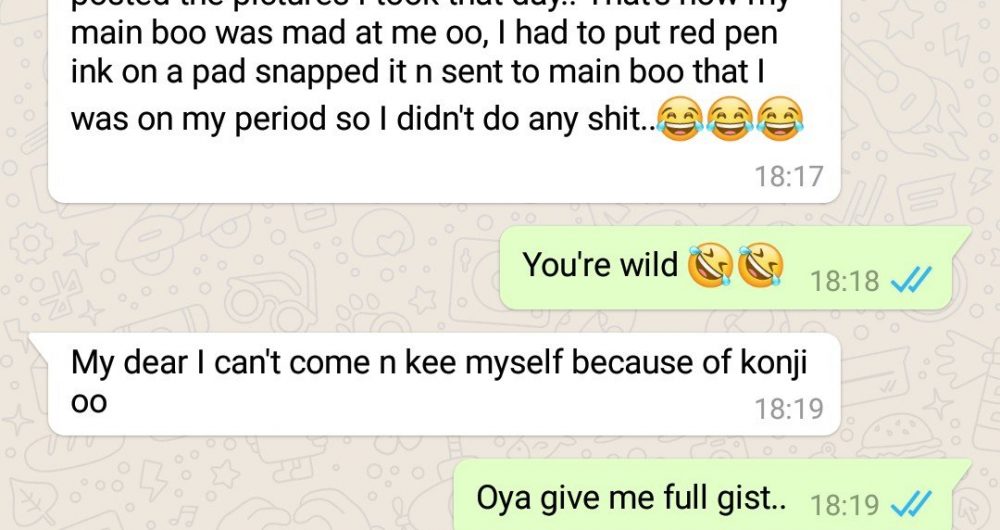 posted the pictures I took that day.. That's how my
main boo was mad at me oo, I had to put red pen
ink on a pad snapped it n sent to main boo that I
was on my period so I didn't do any shit..😂😂😂
18:17
You're wild 🤣🤣 18:18
My dear I can't come n kee myself because of konji
oo
18:19
Oya give me full gist.. 18:19